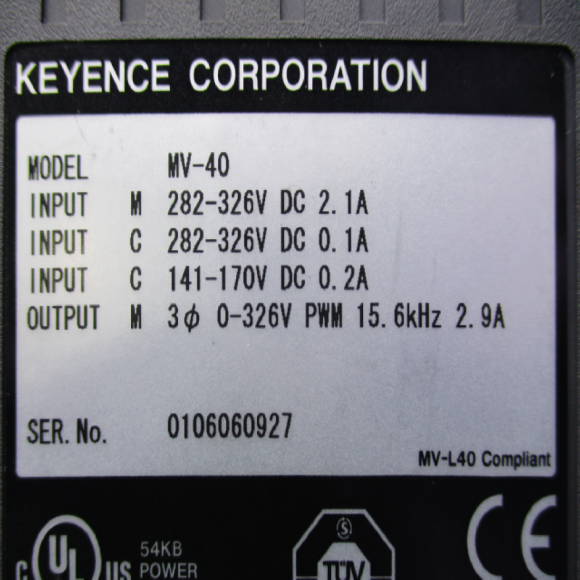 KEYENCE CORPORATION
MODEL MV-40
INPUT M 282-326V DC 2.1A
INPUT C 282-326V DC 0.1A
INPUT C 141-170V DC 0.2A
OUTPUT M 3ϕ 0-326V PWM 15.6kHz 2.9A
SER.No. 0106060927
MV-L40 Compliant
c UL US 54KB
POWER
S
TÜV
CE